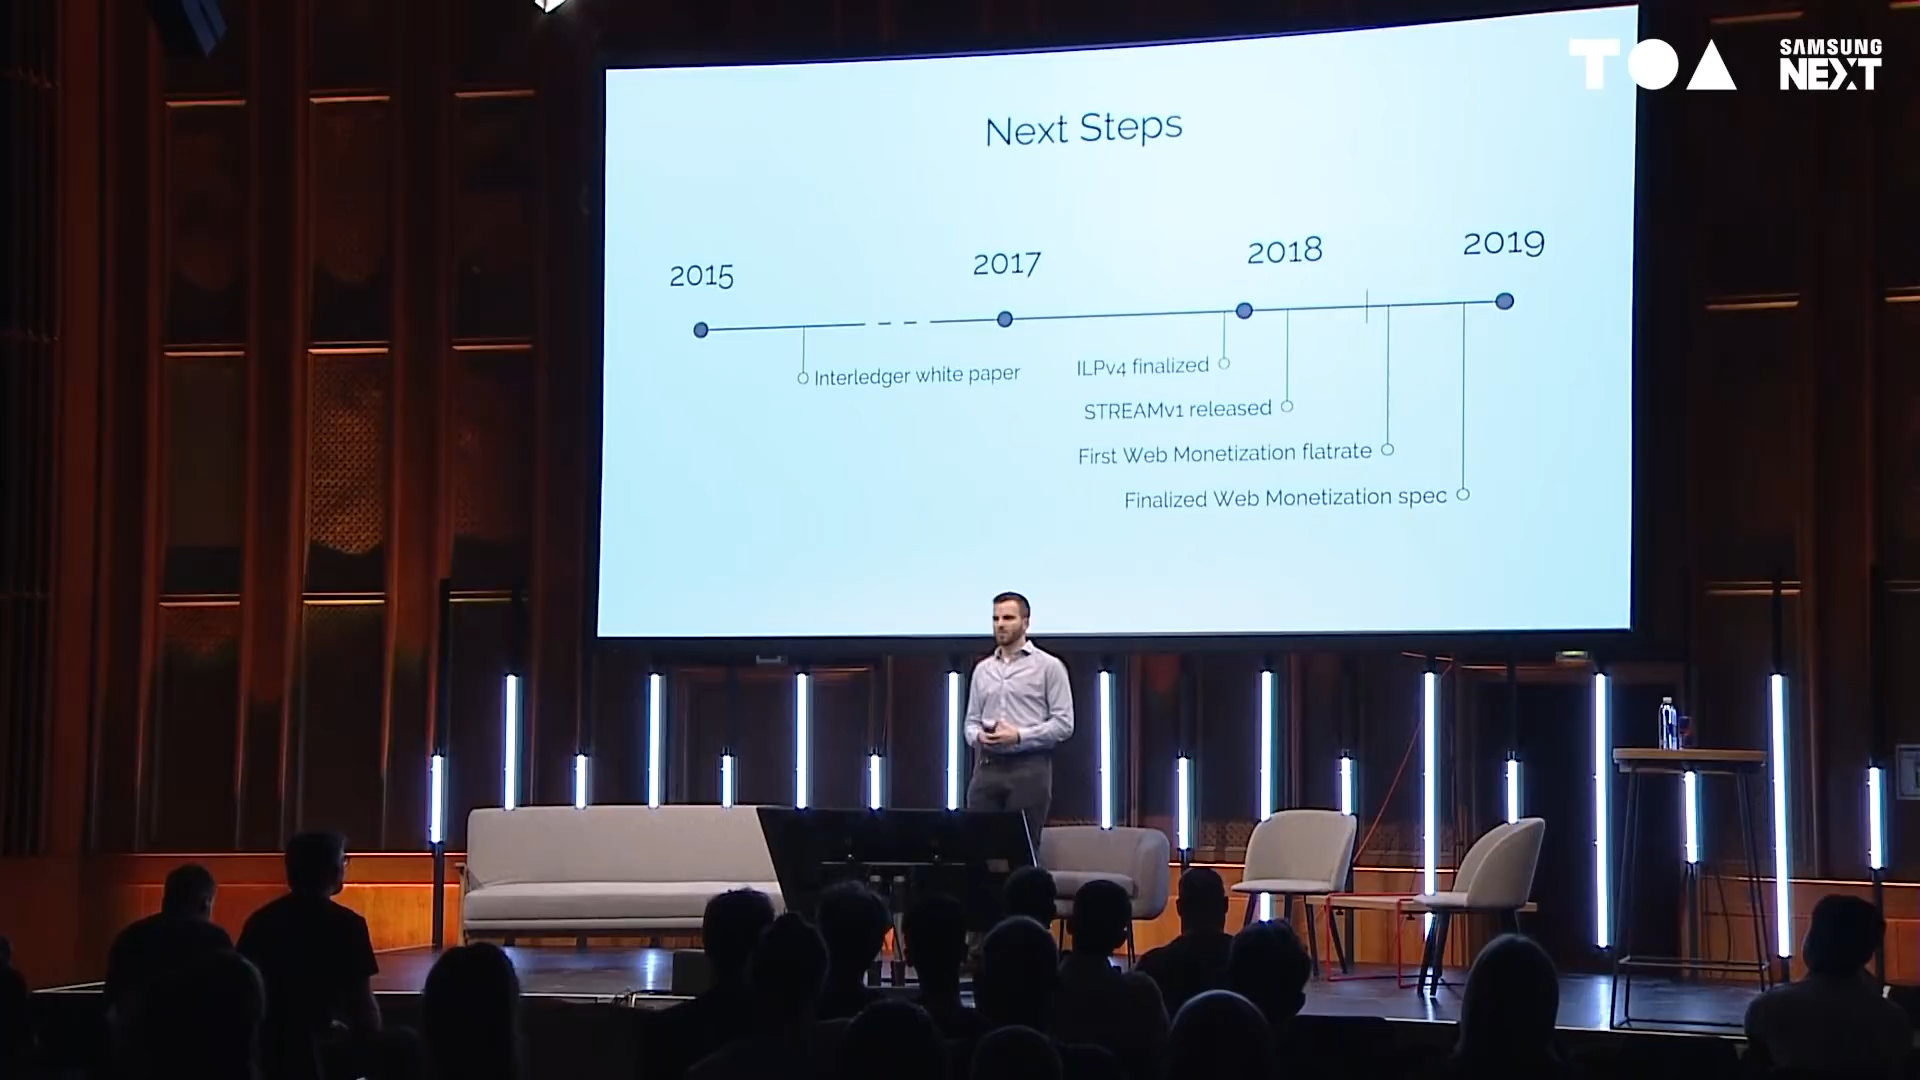 TOA
SAMSUNG
NEXT
Next Steps
2015
2017
2018
2019
Interledger white paper
ILPv4 finalized
STREAMv1 released
First Web Monetization flatrate
Finalized Web Monetization spec